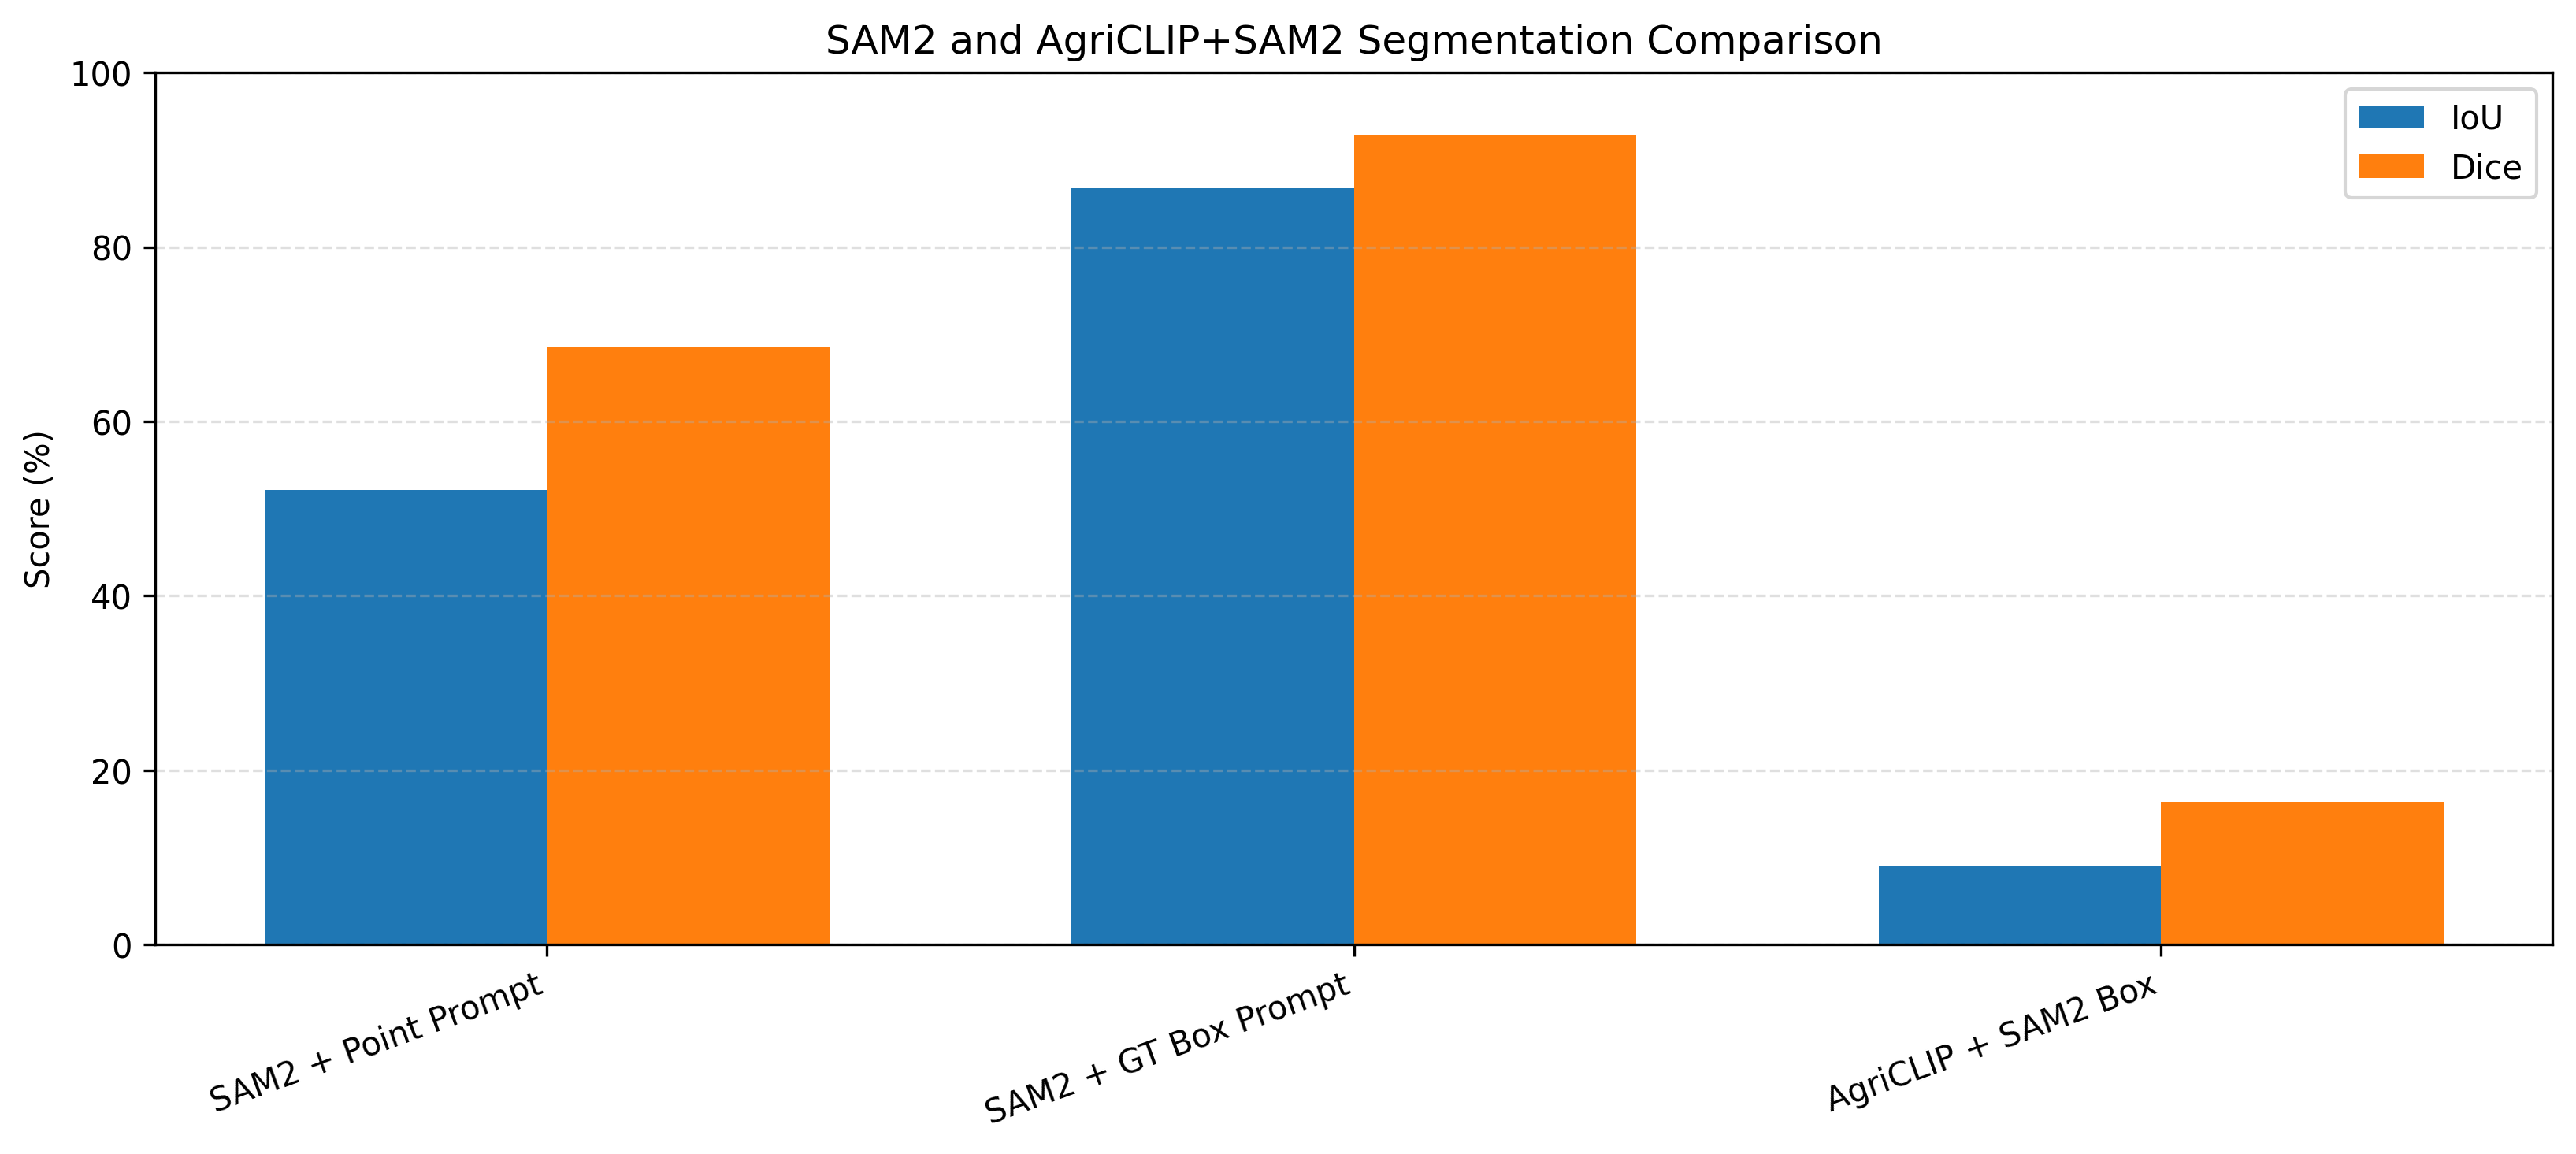 SAM2 and AgriCLIP+SAM2 Segmentation Comparison
100
80
60
40
20
0
Score (%)
IoU
Dice
SAM2 + Point Prompt
SAM2 + GT Box Prompt
AgriCLIP + SAM2 Box